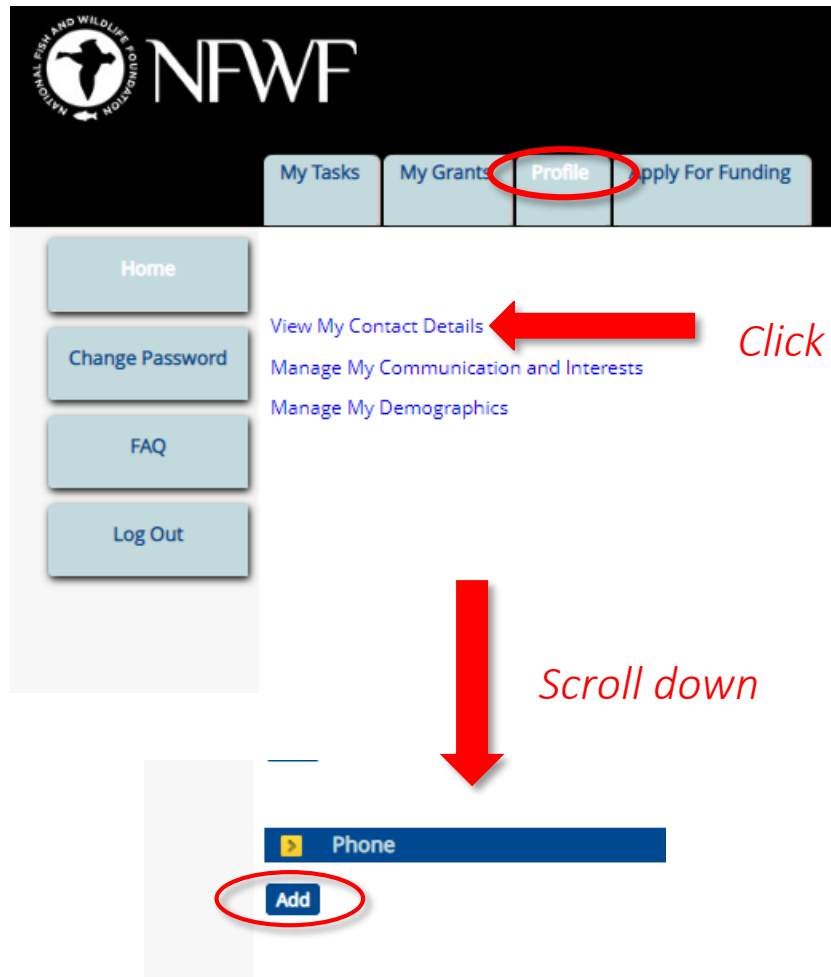 NATIONAL FISH AND WILDLIFE FOUNDATION
NFWF
My Tasks My Grants Profile Apply For Funding
Home
View My Contact Details
Click
Change Password
Manage My Communication and Interests
Manage My Demographics
FAQ
Log Out
Scroll down
Phone
Add